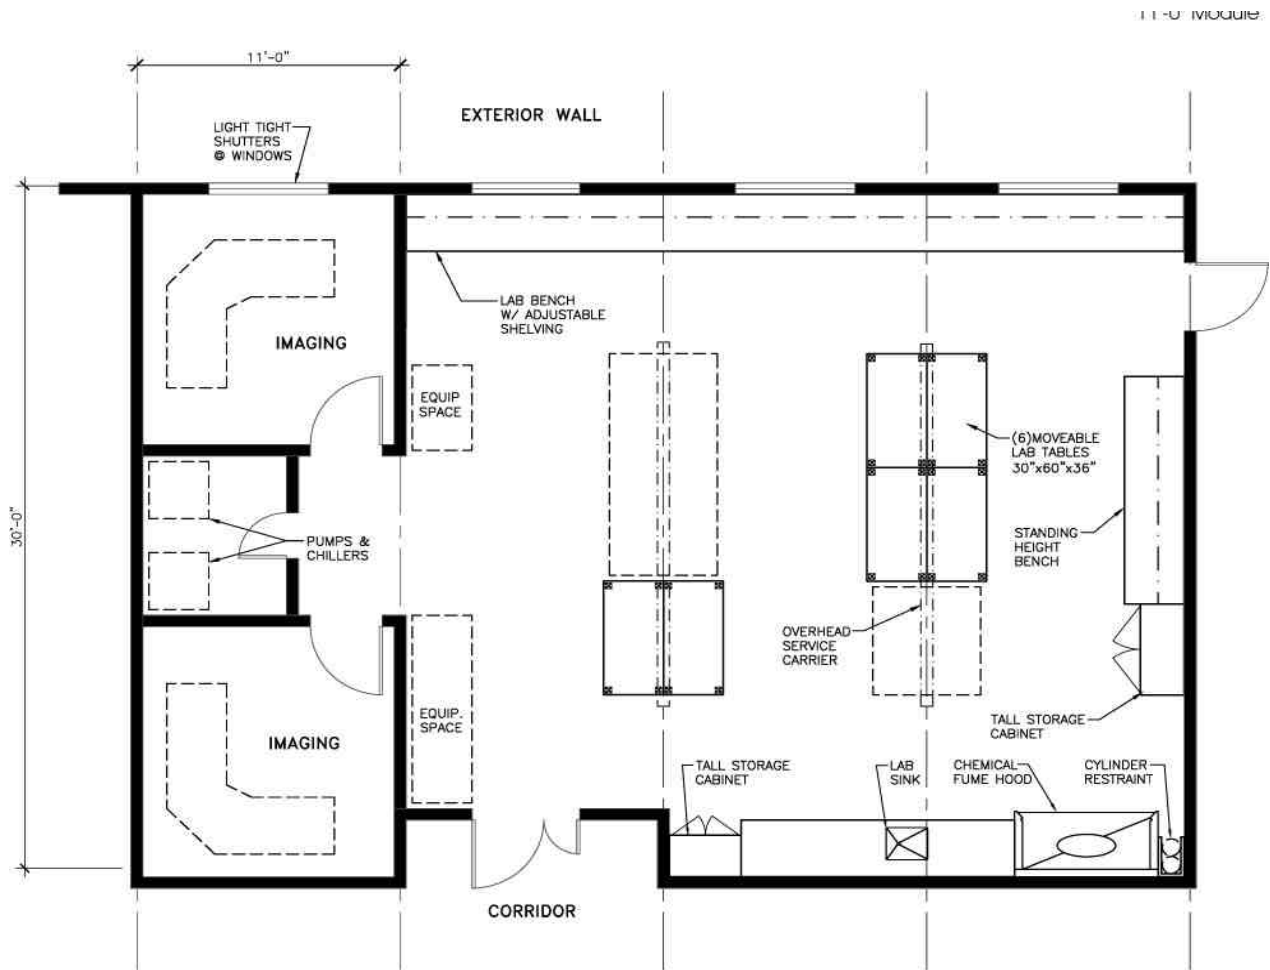 11'-0" Module
11'-0"
EXTERIOR WALL
LIGHT TIGHT
SHUTTERS
@ WINDOWS
LAB BENCH
W/ ADJUSTABLE
SHELVING
IMAGING
EQUIP
SPACE
(6)MOVEABLE
LAB TABLES
30"x60"x36"
30'-0"
PUMPS &
CHILLERS
STANDING
HEIGHT
BENCH
OVERHEAD
SERVICE
CARRIER
EQUIP.
SPACE
IMAGING
TALL STORAGE
CABINET
TALL STORAGE
CABINET
LAB
SINK
CHEMICAL
FUME HOOD
CYLINDER
RESTRAINT
CORRIDOR